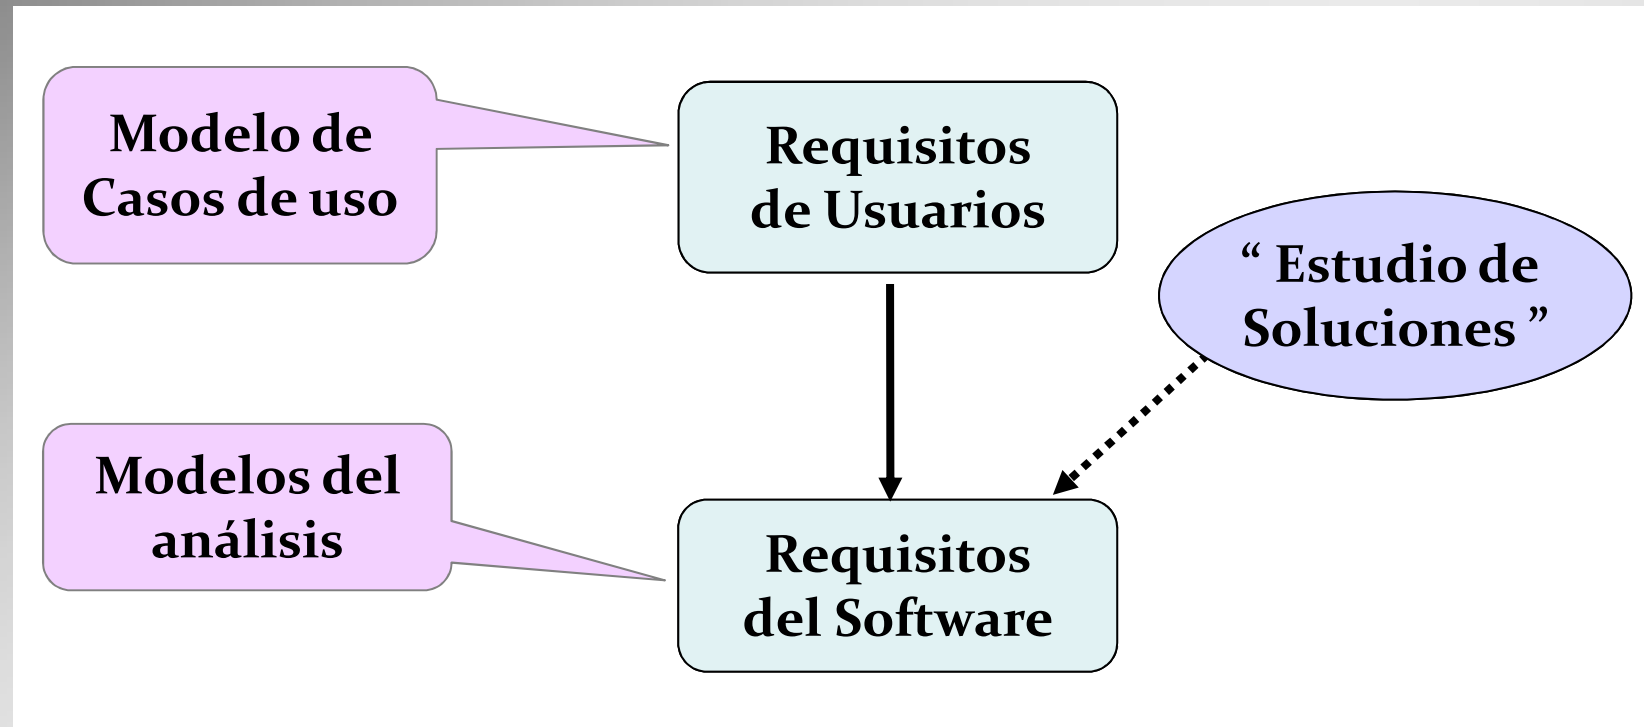 Modelo de
Casos de uso
Requisitos
de Usuarios
“ Estudio de
Soluciones ”
Modelos del
análisis
Requisitos
del Software